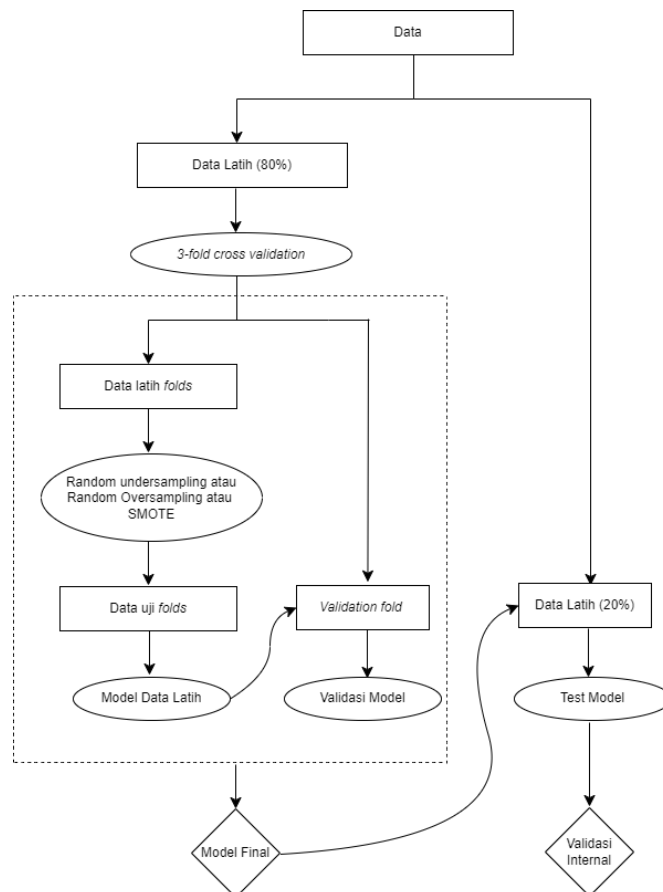 Data
Data Latih (80%)
3-fold cross validation
Data latih folds
Random undersampling atau
Random Oversampling atau
SMOTE
Data uji folds
Validation fold
Data Latih (20%)
Model Data Latih
Validasi Model
Test Model
Model Final
Validasi
Internal